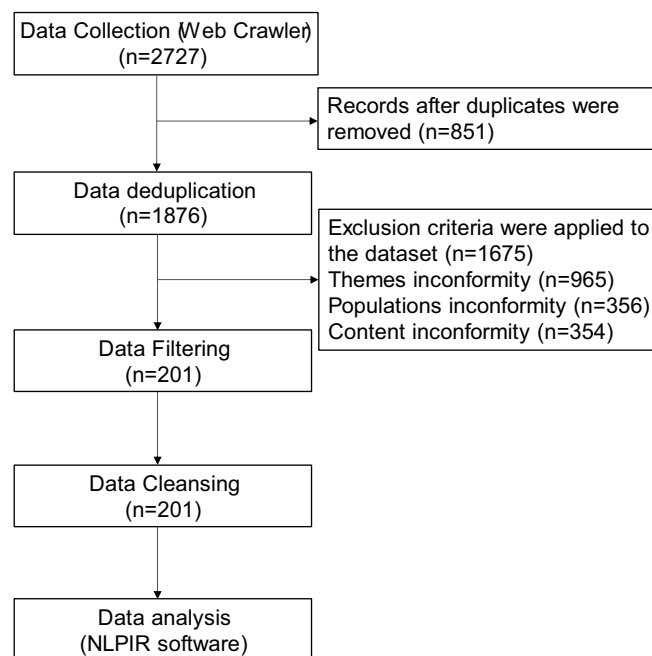 Data Collection (Web Crawler)
(n=2727)
Records after duplicates were
removed (n=851)
Data deduplication
(n=1876)
Exclusion criteria were applied to
the dataset (n=1675)
Themes inconformity (n=965)
Populations inconformity (n=356)
Content inconformity (n=354)
Data Filtering
(n=201)
Data Cleansing
(n=201)
Data analysis
(NLPIR software)